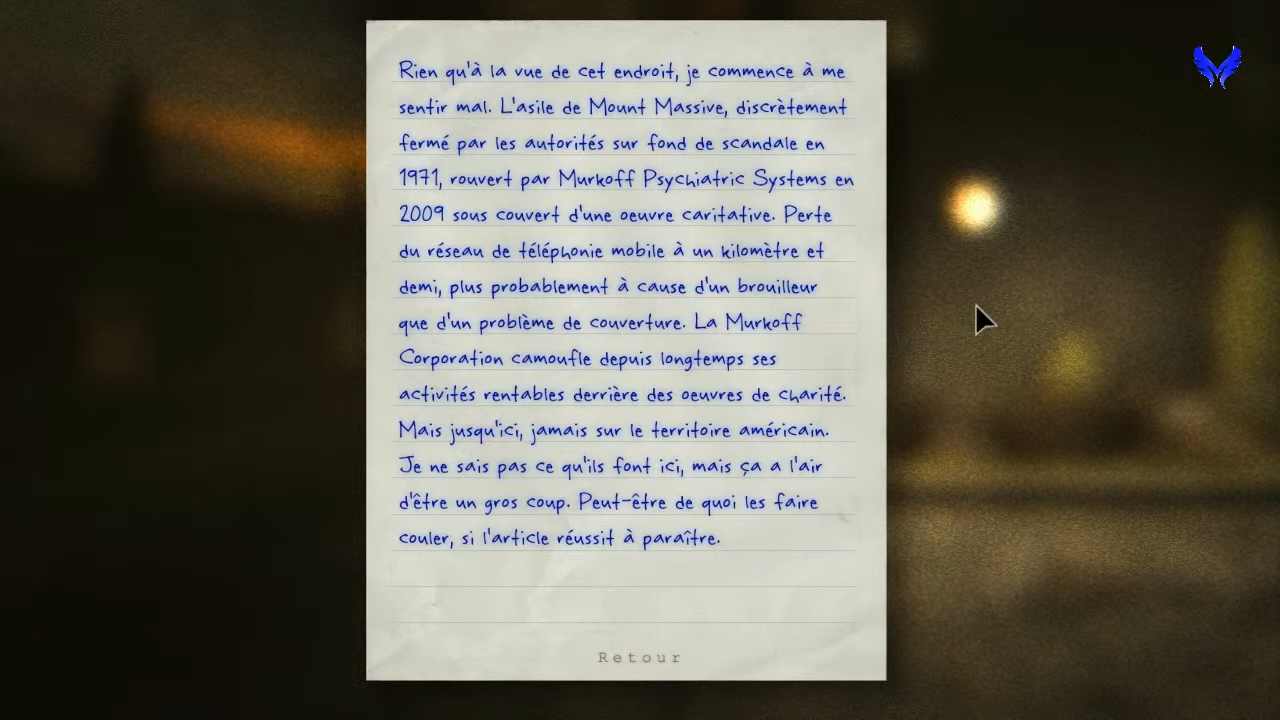 Rien qu'à la vue de cet endroit, je commence à me
sentir mal. L'asile de Mount Massive, discrètement
fermé par les autorités sur fond de scandale en
1971, rouvert par Murkoff Psychiatric Systems en
2009 sous couvert d'une oeuvre caritative. Perte
du réseau de téléphonie mobile à un kilomètre et
demi, plus probablement à cause d'un brouilleur
que d'un problème de couverture. La Murkoff
Corporation camoufle depuis longtemps ses
activités rentables derrière des oeuvres de charité.
Mais jusqu'ici, jamais sur le territoire américain.
Je ne sais pas ce qu'ils font ici, mais ça a l'air
d'être un gros coup. Peut-être de quoi les faire
couler, si l'article réussit à paraître.
Retour